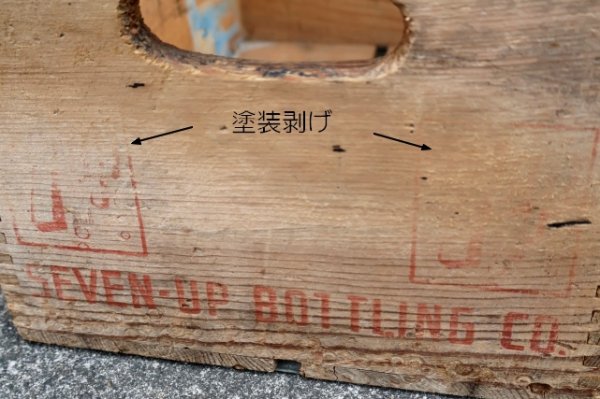 塗装剥げ
SEVEN-UP BOTTLING CO.